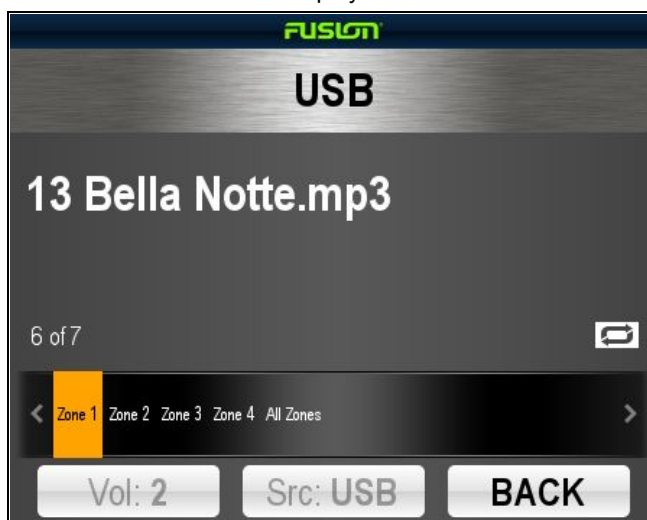 FUSION
USB
13 Bella Notte.mp3
6 of 7
Zone 1 Zone 2 Zone 3 Zone 4 All Zones
Vol: 2 Src: USB BACK